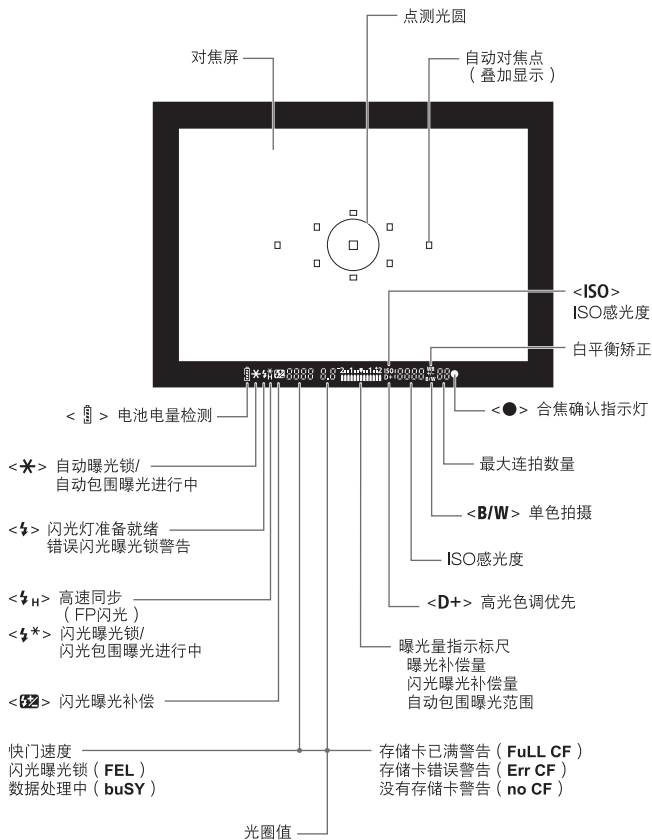 点测光圆
对焦屏
自动对焦点
（叠加显示）
<ISO>
ISO感光度
白平衡矫正
< > 电池电量检测
<●> 合焦确认指示灯
<✱> 自动曝光锁/
自动包围曝光进行中
最大连拍数量
<B/W> 单色拍摄
<⚡> 闪光灯准备就绪
错误闪光曝光锁警告
ISO感光度
<⚡H> 高速同步
（FP闪光）
<D+> 高光色调优先
<⚡*> 闪光曝光锁/
闪光包围曝光进行中
曝光量指示标尺
曝光补偿量
闪光曝光补偿量
自动包围曝光范围
< > 闪光曝光补偿
快门速度
闪光曝光锁（FEL）
数据处理中（buSY）
存储卡已满警告（FuLL CF）
存储卡错误警告（Err CF）
没有存储卡警告（no CF）
光圈值